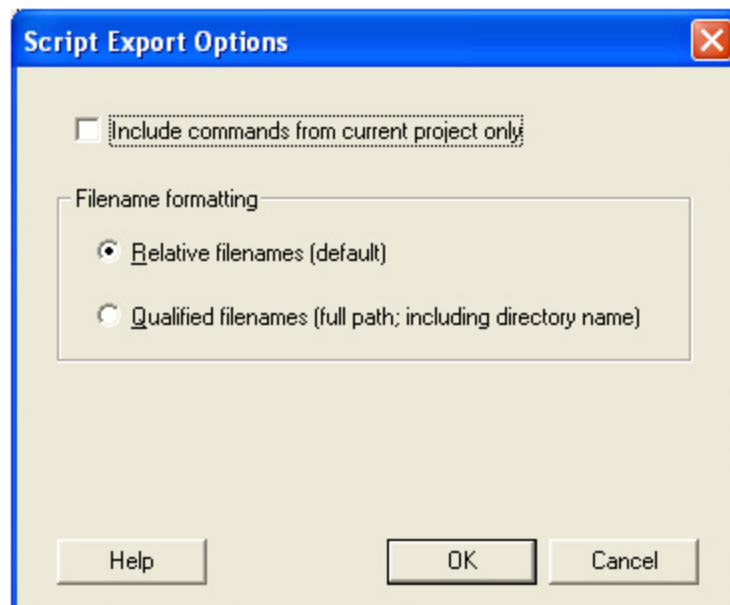 Script Export Options
Include commands from current project only
Filename formatting
Relative filenames (default)
Qualified filenames (full path; including directory name)
Help
OK
Cancel